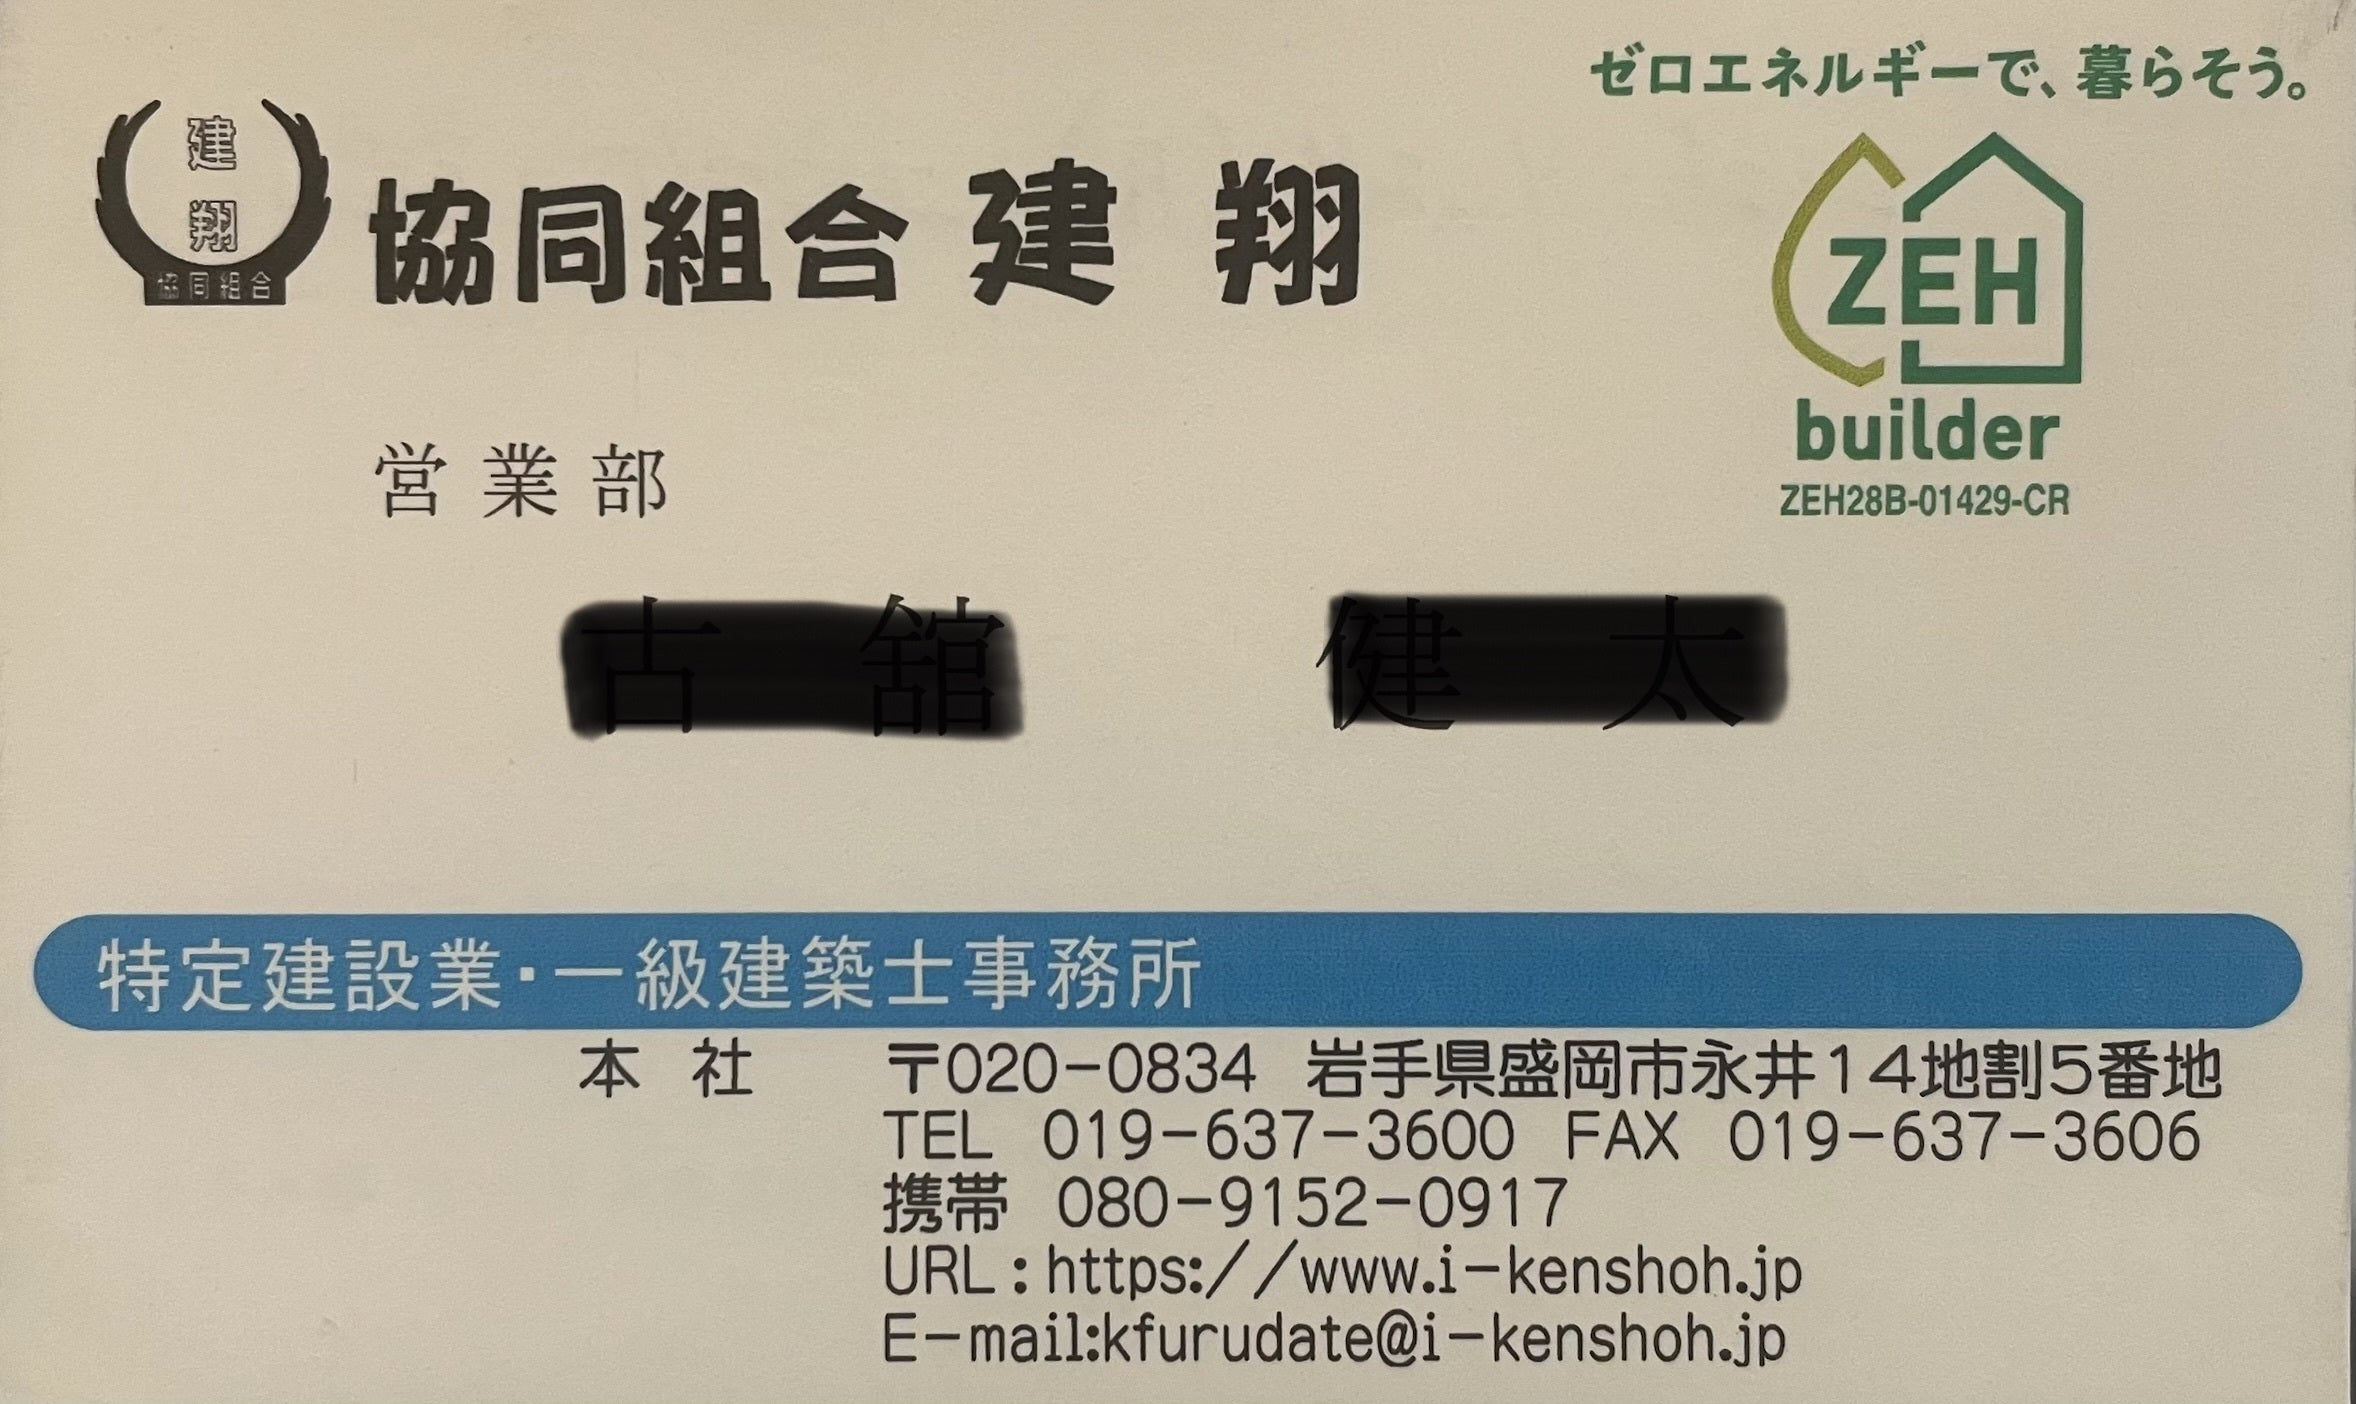 ゼロエネルギーで、暮らそう。
建翔
協同組合
協同組合 建翔
ZEH
builder
ZEH28B-01429-CR
営業部
特定建設業・一級建築士事務所
本社 〒020-0834 岩手県盛岡市永井14地割5番地
TEL 019-637-3600 FAX 019-637-3606
携帯 080-9152-0917
URL:https://www.i-kenshoh.jp
E-mail:kfurudate@i-kenshoh.jp